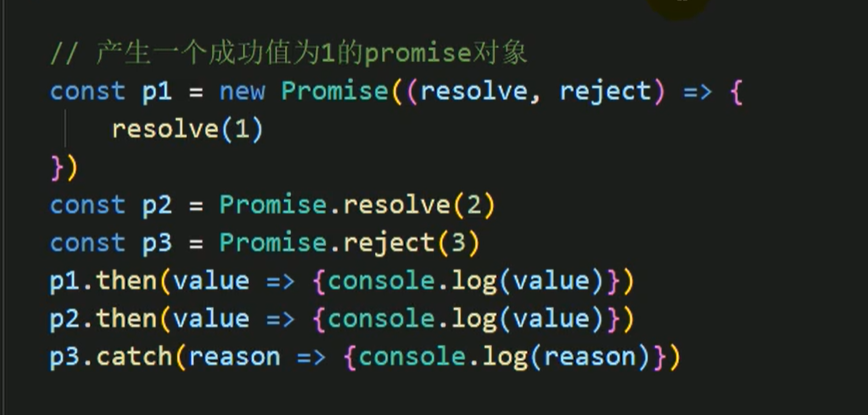 // 产生一个成功值为1的promise对象
const p1 = new Promise((resolve, reject) => {
    resolve(1)
})
const p2 = Promise.resolve(2)
const p3 = Promise.reject(3)
p1.then(value => {console.log(value)})
p2.then(value => {console.log(value)})
p3.catch(reason => {console.log(reason)})